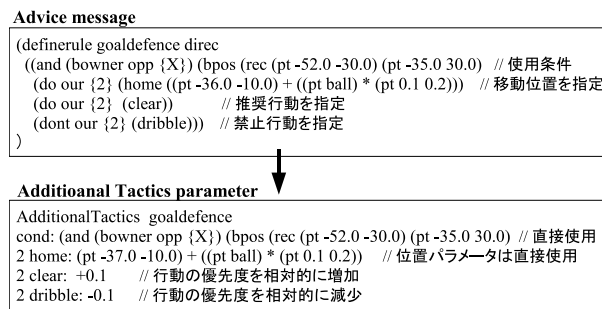 Advice message
(definerule goaldefence direc
((and (bowner opp {X}) (bpos (rec (pt -52.0 -30.0) (pt -35.0 30.0) // 使用条件
(do our {2} (home ((pt -36.0 -10.0) + ((pt ball) * (pt 0.1 0.2))) // 移動位置を指定
(do our {2} (clear)) // 推奨行動を指定
(dont our {2} (dribble))) // 禁止行動を指定
)
Additioanal Tactics parameter
AdditionalTactics goaldefence
cond: (and (bowner opp {X}) (bpos (rec (pt -52.0 -30.0) (pt -35.0 30.0) // 直接使用
2 home: (pt -37.0 -10.0) + ((pt ball) * (pt 0.1 0.2)) // 位置パラメータは直接使用
2 clear: +0.1 // 行動の優先度を相対的に増加
2 dribble: -0.1 // 行動の優先度を相対的に減少